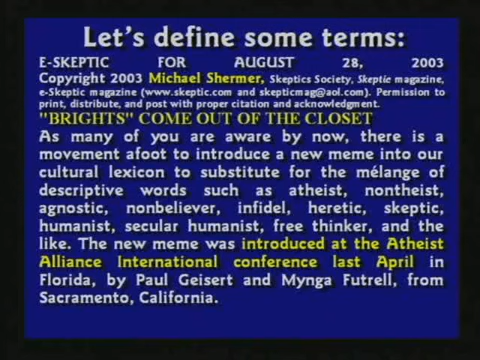 Let's define some terms:
E-SKEPTIC FOR AUGUST 28, 2003
Copyright 2003 Michael Shermer, Skeptics Society, Skeptic magazine,
e-Skeptic magazine (www.skeptic.com and skepticmag@aol.com). Permission to
print, distribute, and post with proper citation and acknowledgment.
"BRIGHTS" COME OUT OF THE CLOSET
As many of you are aware by now, there is a
movement afoot to introduce a new meme into our
cultural lexicon to substitute for the mélange of
descriptive words such as atheist, nontheist,
agnostic, nonbeliever, infidel, heretic, skeptic,
humanist, secular humanist, free thinker, and the
like. The new meme was introduced at the Atheist
Alliance International conference last April in
Florida, by Paul Geisert and Mynga Futrell, from
Sacramento, California.